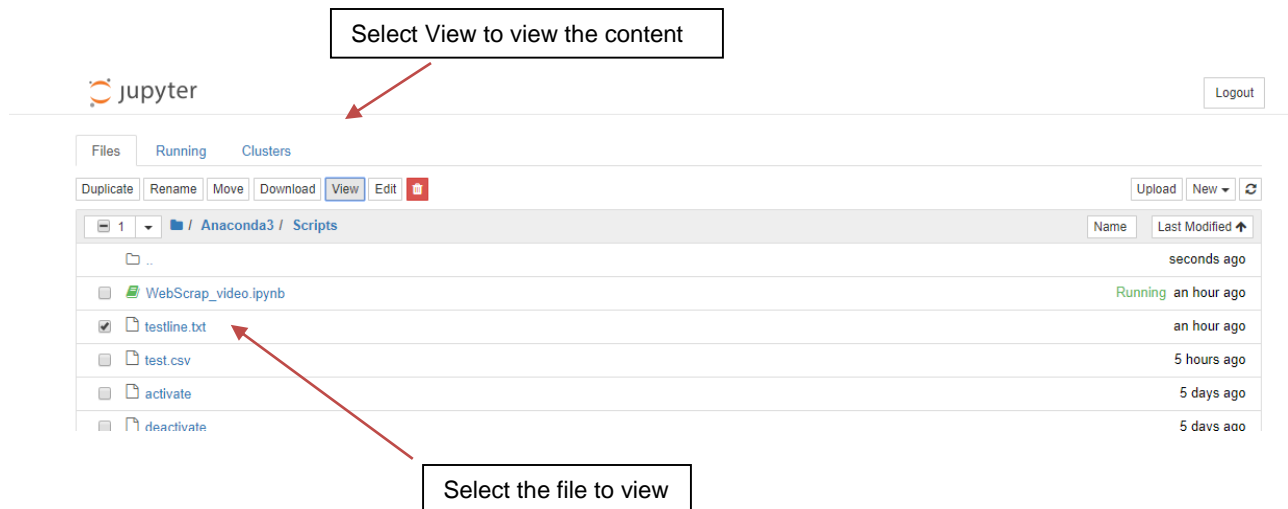 Select View to view the content
jupyter
Logout
Files Running Clusters
Duplicate Rename Move Download View Edit Upload New
1 / Anaconda3 / Scripts Name Last Modified
.. seconds ago
WebScrap_video.ipynb Running an hour ago
testline.txt an hour ago
test.csv 5 hours ago
activate 5 days ago
deactivate 5 days ago
Select the file to view